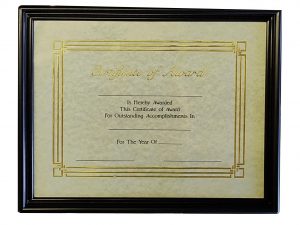 Certificate of Award
Is Hereby Awarded
This Certificate of Award
For Outstanding Accomplishments In
For The Year Of